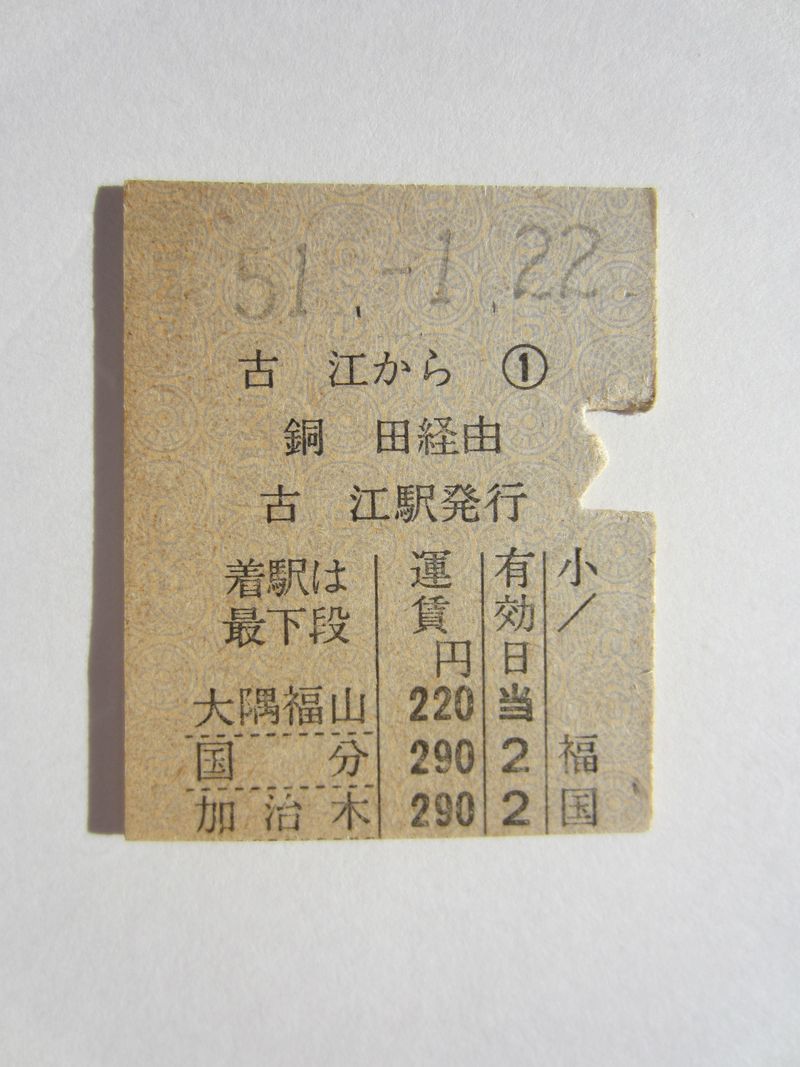 51.-1.22
古　江から　①
銅　田経由
古　江駅発行
着駅は最下段　運賃円　有効日　小／
大隅福山　220　当
国　分　290　2　福
加治木　290　2　国